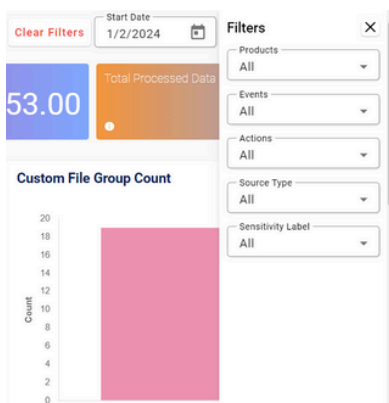 Clear Filters
Start Date
1/2/2024
53.00
Total Processed Data
Custom File Group Count
20
18
16
14
12
10
8
6
4
2
0
Count
Filters
Products
All
Events
All
Actions
All
Source Type
All
Sensitivity Label
All